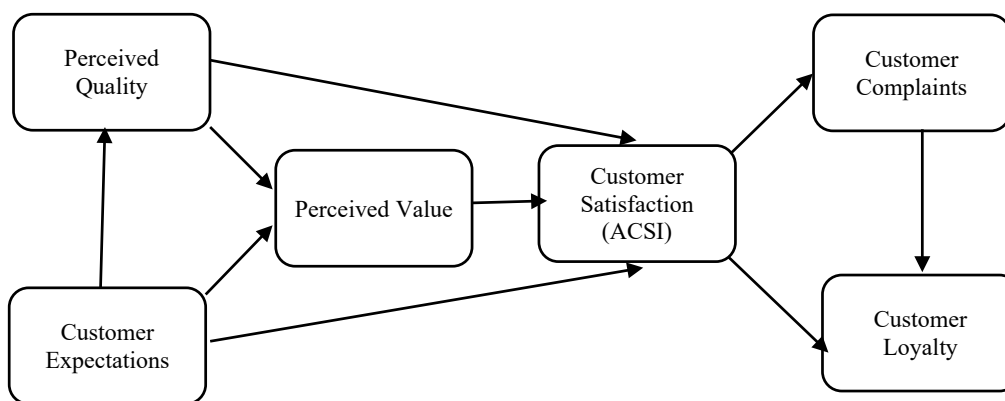 Perceived
Quality
Customer
Complaints
Perceived Value
Customer
Satisfaction
(ACSI)
Customer
Expectations
Customer
Loyalty